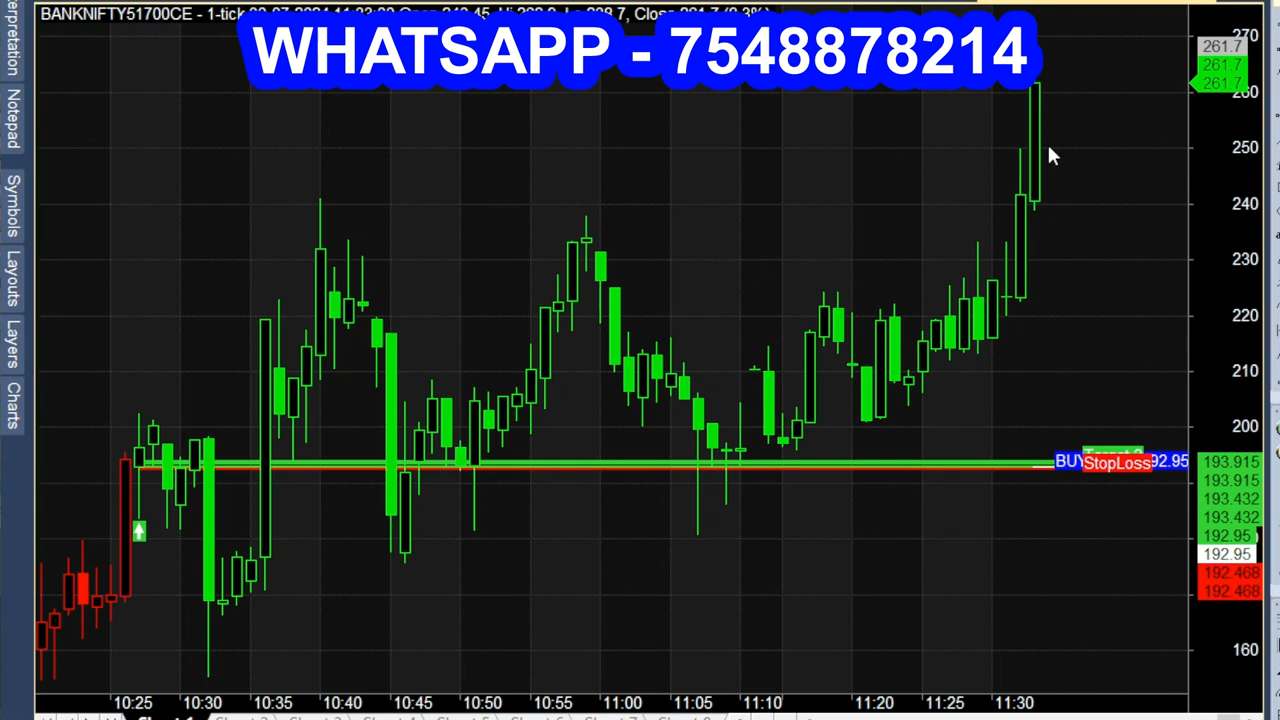 BANKNIFTY51700CE - 1-tick
WHATSAPP - 7548878214
Notepad
Symbols
Layouts
Layers
Charts
270
261.7
261.7
261.7
260
250
240
230
220
210
200
160
BUY
StopLoss
92.95
193.915
193.915
193.432
193.432
192.95
192.95
192.468
192.468
10:25 10:30 10:35 10:40 10:45 10:50 10:55 11:00 11:05 11:10 11:20 11:25 11:30